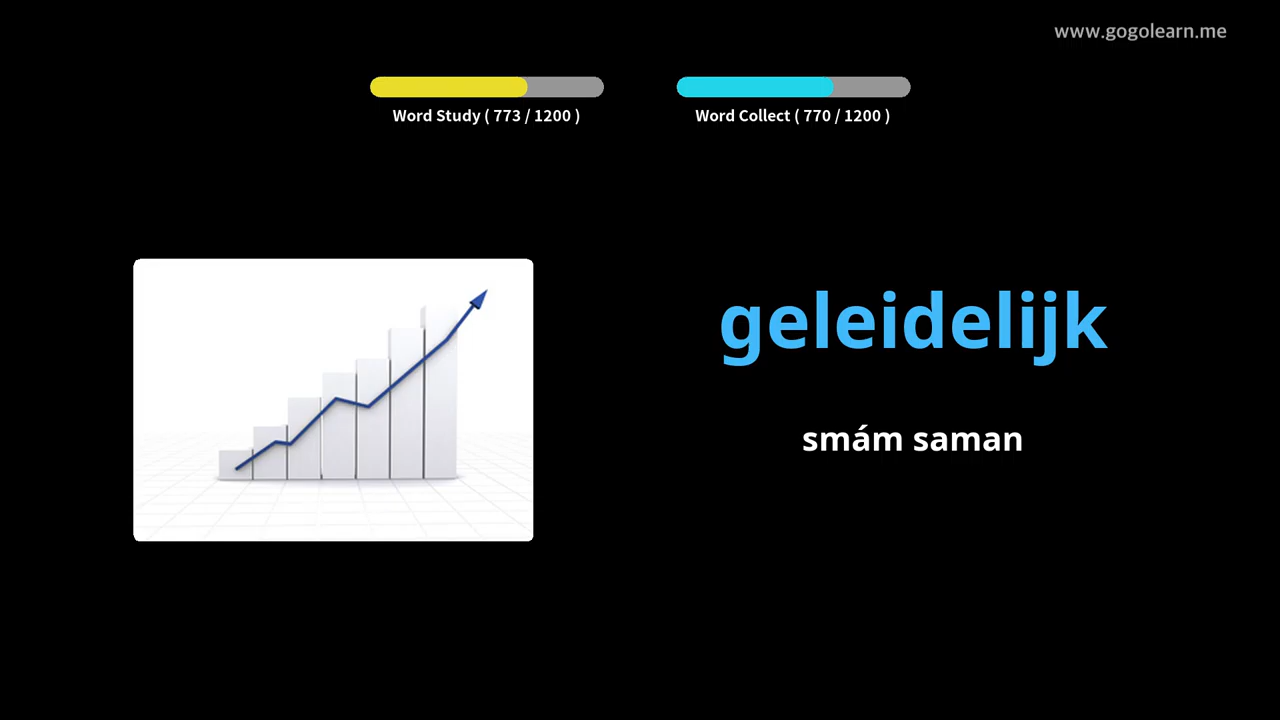 www.gogolearn.me
Word Study ( 773 / 1200 )
Word Collect ( 770 / 1200 )
geleidelijk
smám saman